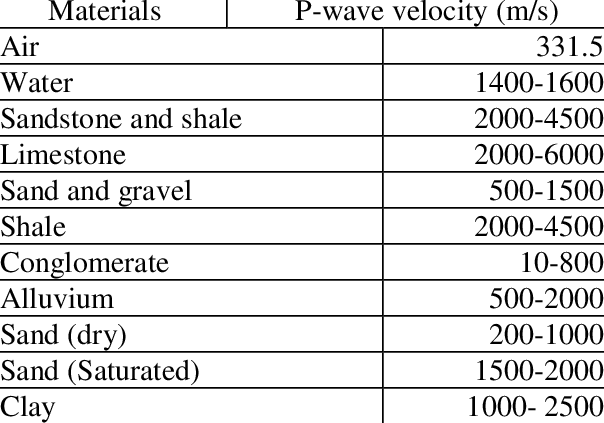 Materials P-wave velocity (m/s)
Air 331.5
Water 1400-1600
Sandstone and shale 2000-4500
Limestone 2000-6000
Sand and gravel 500-1500
Shale 2000-4500
Conglomerate 10-800
Alluvium 500-2000
Sand (dry) 200-1000
Sand (Saturated) 1500-2000
Clay 1000- 2500